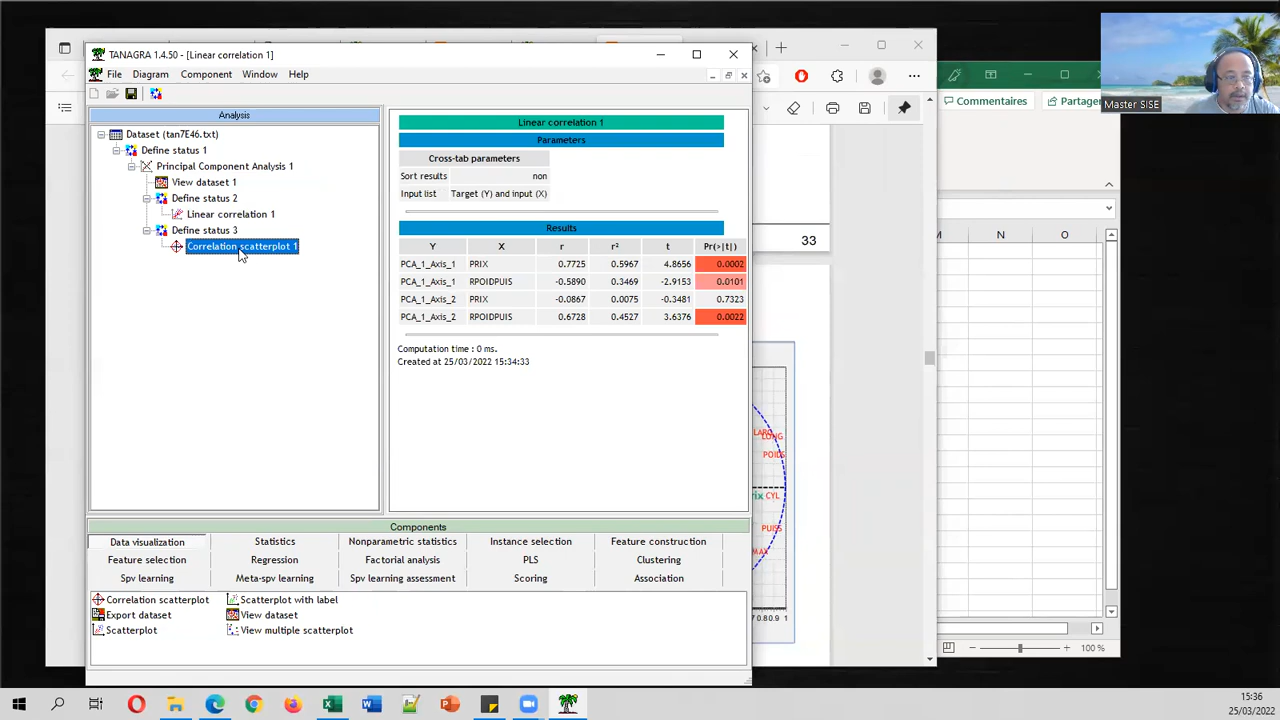 TANAGRA 1.4.50 - [Linear correlation 1]
File Diagram Component Window Help
Analysis
Dataset (tan7E46.txt)
Define status 1
Principal Component Analysis 1
View dataset 1
Define status 2
Linear correlation 1
Define status 3
Correlation scatterplot 1
Linear correlation 1
Parameters
Cross-tab parameters
Sort results non
Input list Target (Y) and input (X)
Results
Y X r r² t Pr(>|t|)
PCA_1_Axis_1 PRIX 0.7725 0.5967 4.8656 0.0002
PCA_1_Axis_1 RPOIDPUIS -0.5890 0.3469 -2.9153 0.0101
PCA_1_Axis_2 PRIX -0.0867 0.0075 -0.3481 0.7323
PCA_1_Axis_2 RPOIDPUIS 0.6728 0.4527 3.6376 0.0022
Computation time : 0 ms.
Created at 25/03/2022 15:34:33
Components
Data visualization Statistics Nonparametric statistics Instance selection Feature construction
Feature selection Regression Factorial analysis PLS Clustering
Spv learning Meta-spv learning Spv learning assessment Scoring Association
Correlation scatterplot Scatterplot with label
Export dataset View dataset
Scatterplot View multiple scatterplot
33
LONG
POIDS
CYL
PUISS
0.8 0.9 1
Commentaires Partager
N O
100 %
Master SISE
15:36
25/03/2022